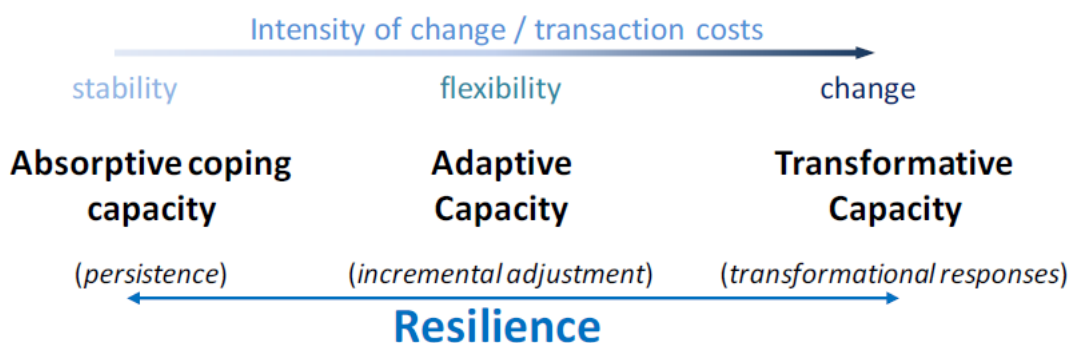 Intensity of change / transaction costs
stability flexibility change
Absorptive coping Adaptive Transformative
capacity Capacity Capacity
(persistence) (incremental adjustment) (transformational responses)
Resilience